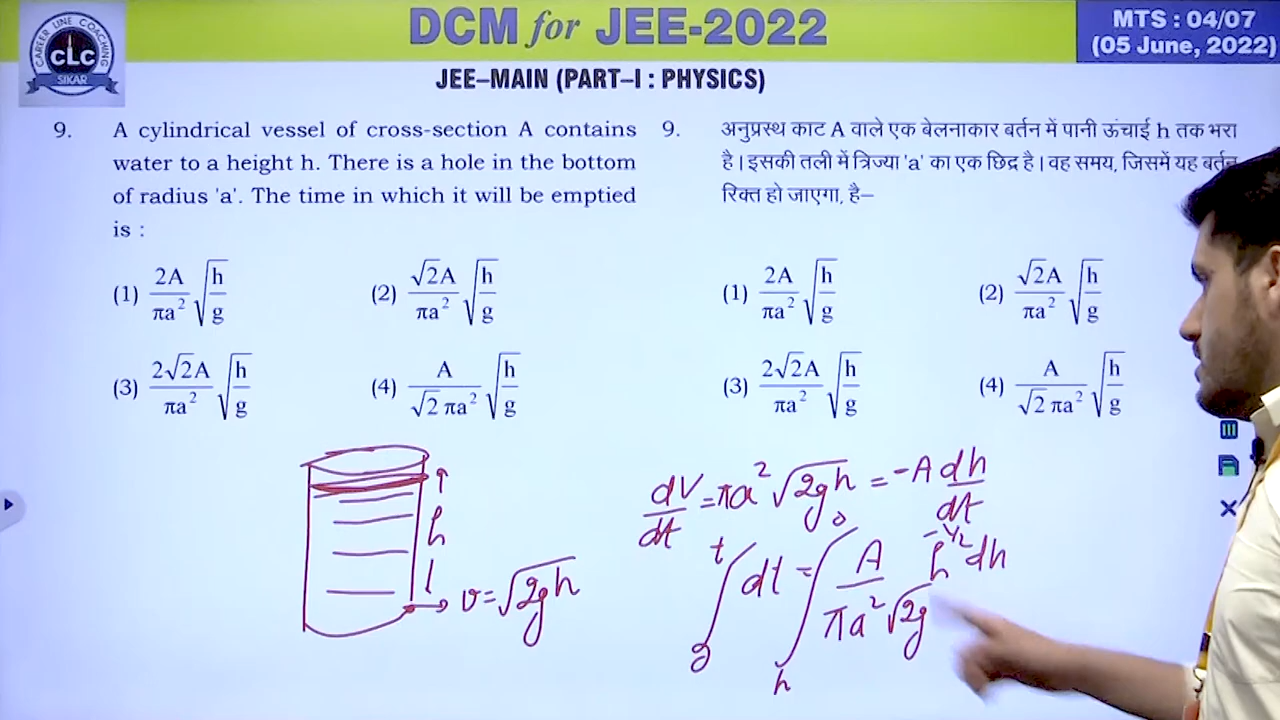 CAREER LINE COACHING
CLC
SIKAR
DCM for JEE-2022
MTS : 04/07
(05 June, 2022)
JEE–MAIN (PART–I : PHYSICS)
9. A cylindrical vessel of cross-section A contains
water to a height h. There is a hole in the bottom
of radius 'a'. The time in which it will be emptied
is :
(1) 2A/πa² √(h/g) (2) √2A/πa² √(h/g)
(3) 2√2A/πa² √(h/g) (4) A/√2 πa² √(h/g)
9. अनुप्रस्थ काट A वाले एक बेलनाकार बर्तन में पानी ऊंचाई h तक भरा
है। इसकी तली में त्रिज्या 'a' का एक छिद्र है। वह समय, जिसमें यह बर्तन
रिक्त हो जाएगा, है–
(1) 2A/πa² √(h/g) (2) √2A/πa² √(h/g)
(3) 2√2A/πa² √(h/g) (4) A/√2 πa² √(h/g)
h
v=√2gh
dV/dt = πa² √2gh = -A dh/dt
∫₀ᵗ dt = ∫ₕ⁰ A/πa²√2g h^-1/2 dh